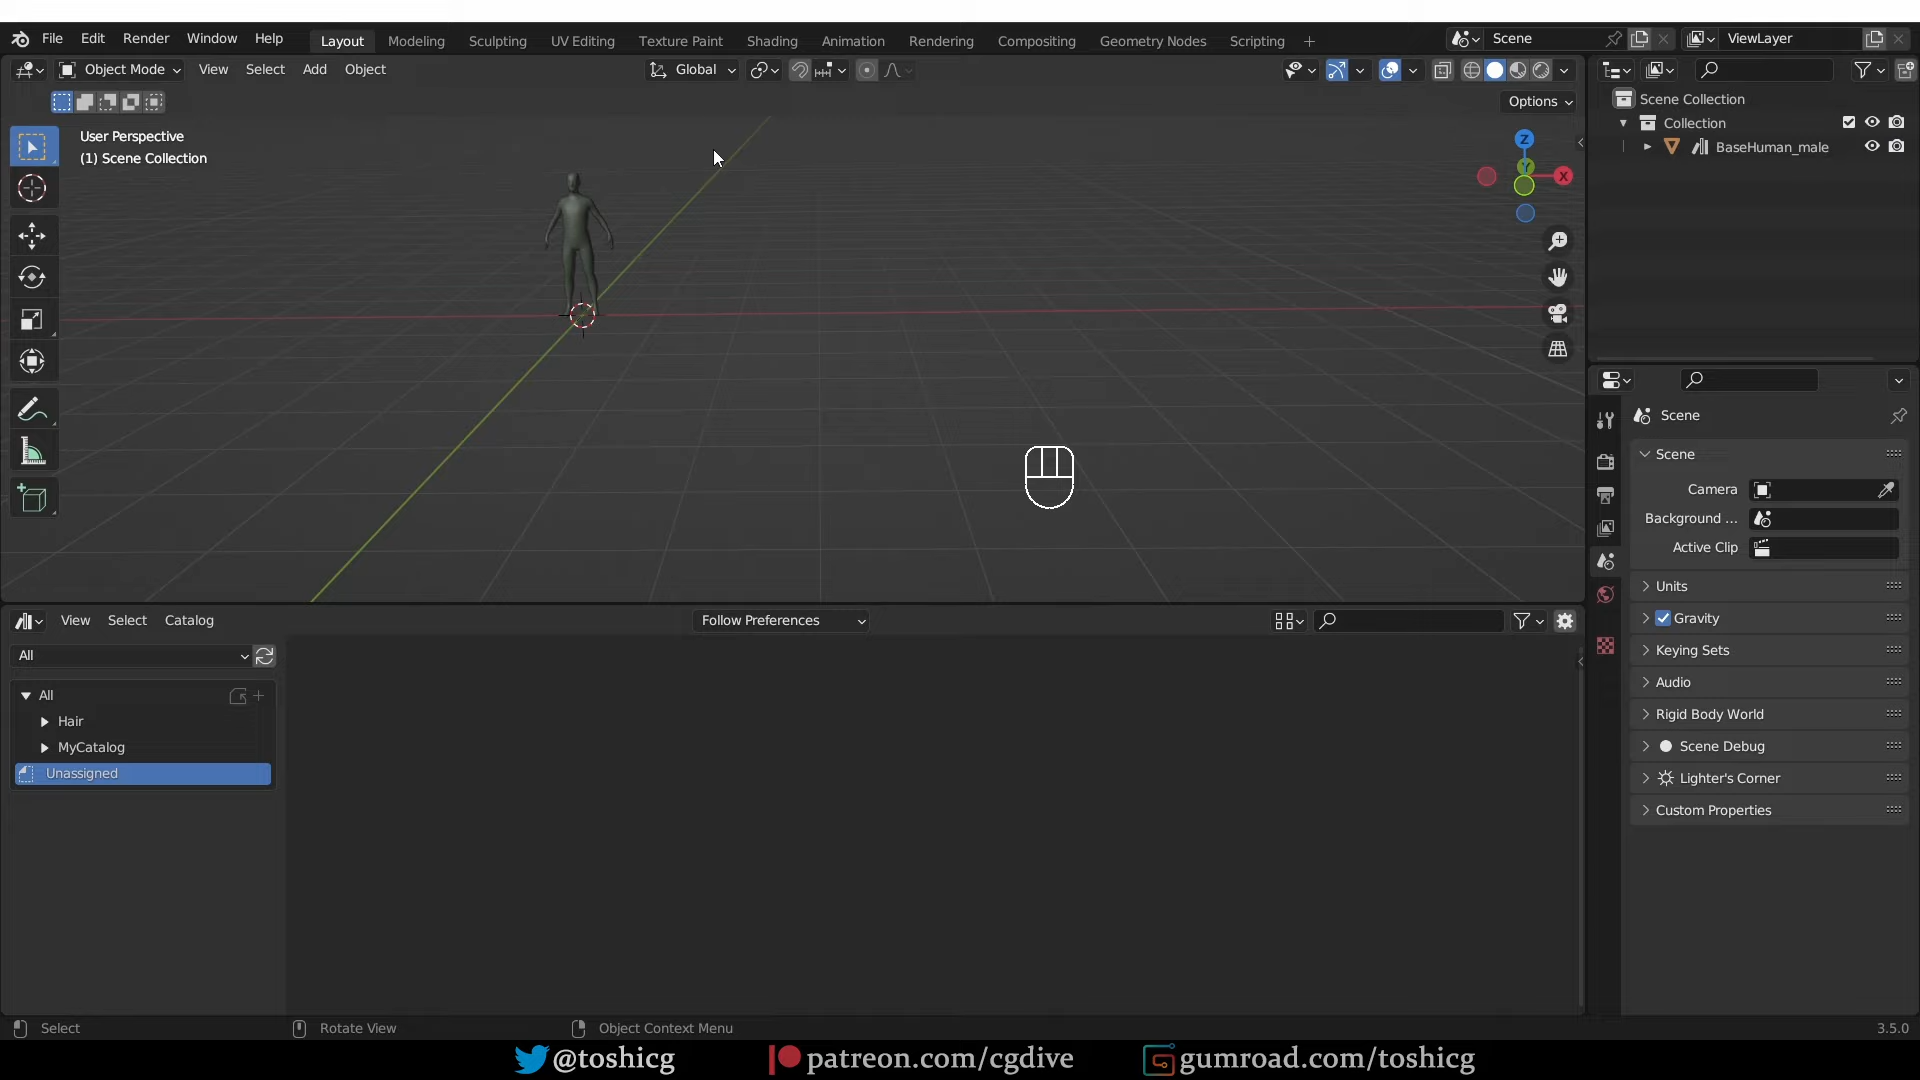 File Edit Render Window Help Layout Modeling Sculpting UV Editing Texture Paint Shading Animation Rendering Compositing Geometry Nodes Scripting + Scene ViewLayer
Object Mode View Select Add Object Global
Options
User Perspective
(1) Scene Collection
Z
Y
X
Scene Collection
Collection
BaseHuman_male
Scene
Scene
Camera
Background ...
Active Clip
Units
Gravity
Keying Sets
Audio
Rigid Body World
Scene Debug
Lighter's Corner
Custom Properties
View Select Catalog Follow Preferences
All
All
Hair
MyCatalog
Unassigned
Select Rotate View Object Context Menu 3.5.0
@toshicg patreon.com/cgdive gumroad.com/toshicg